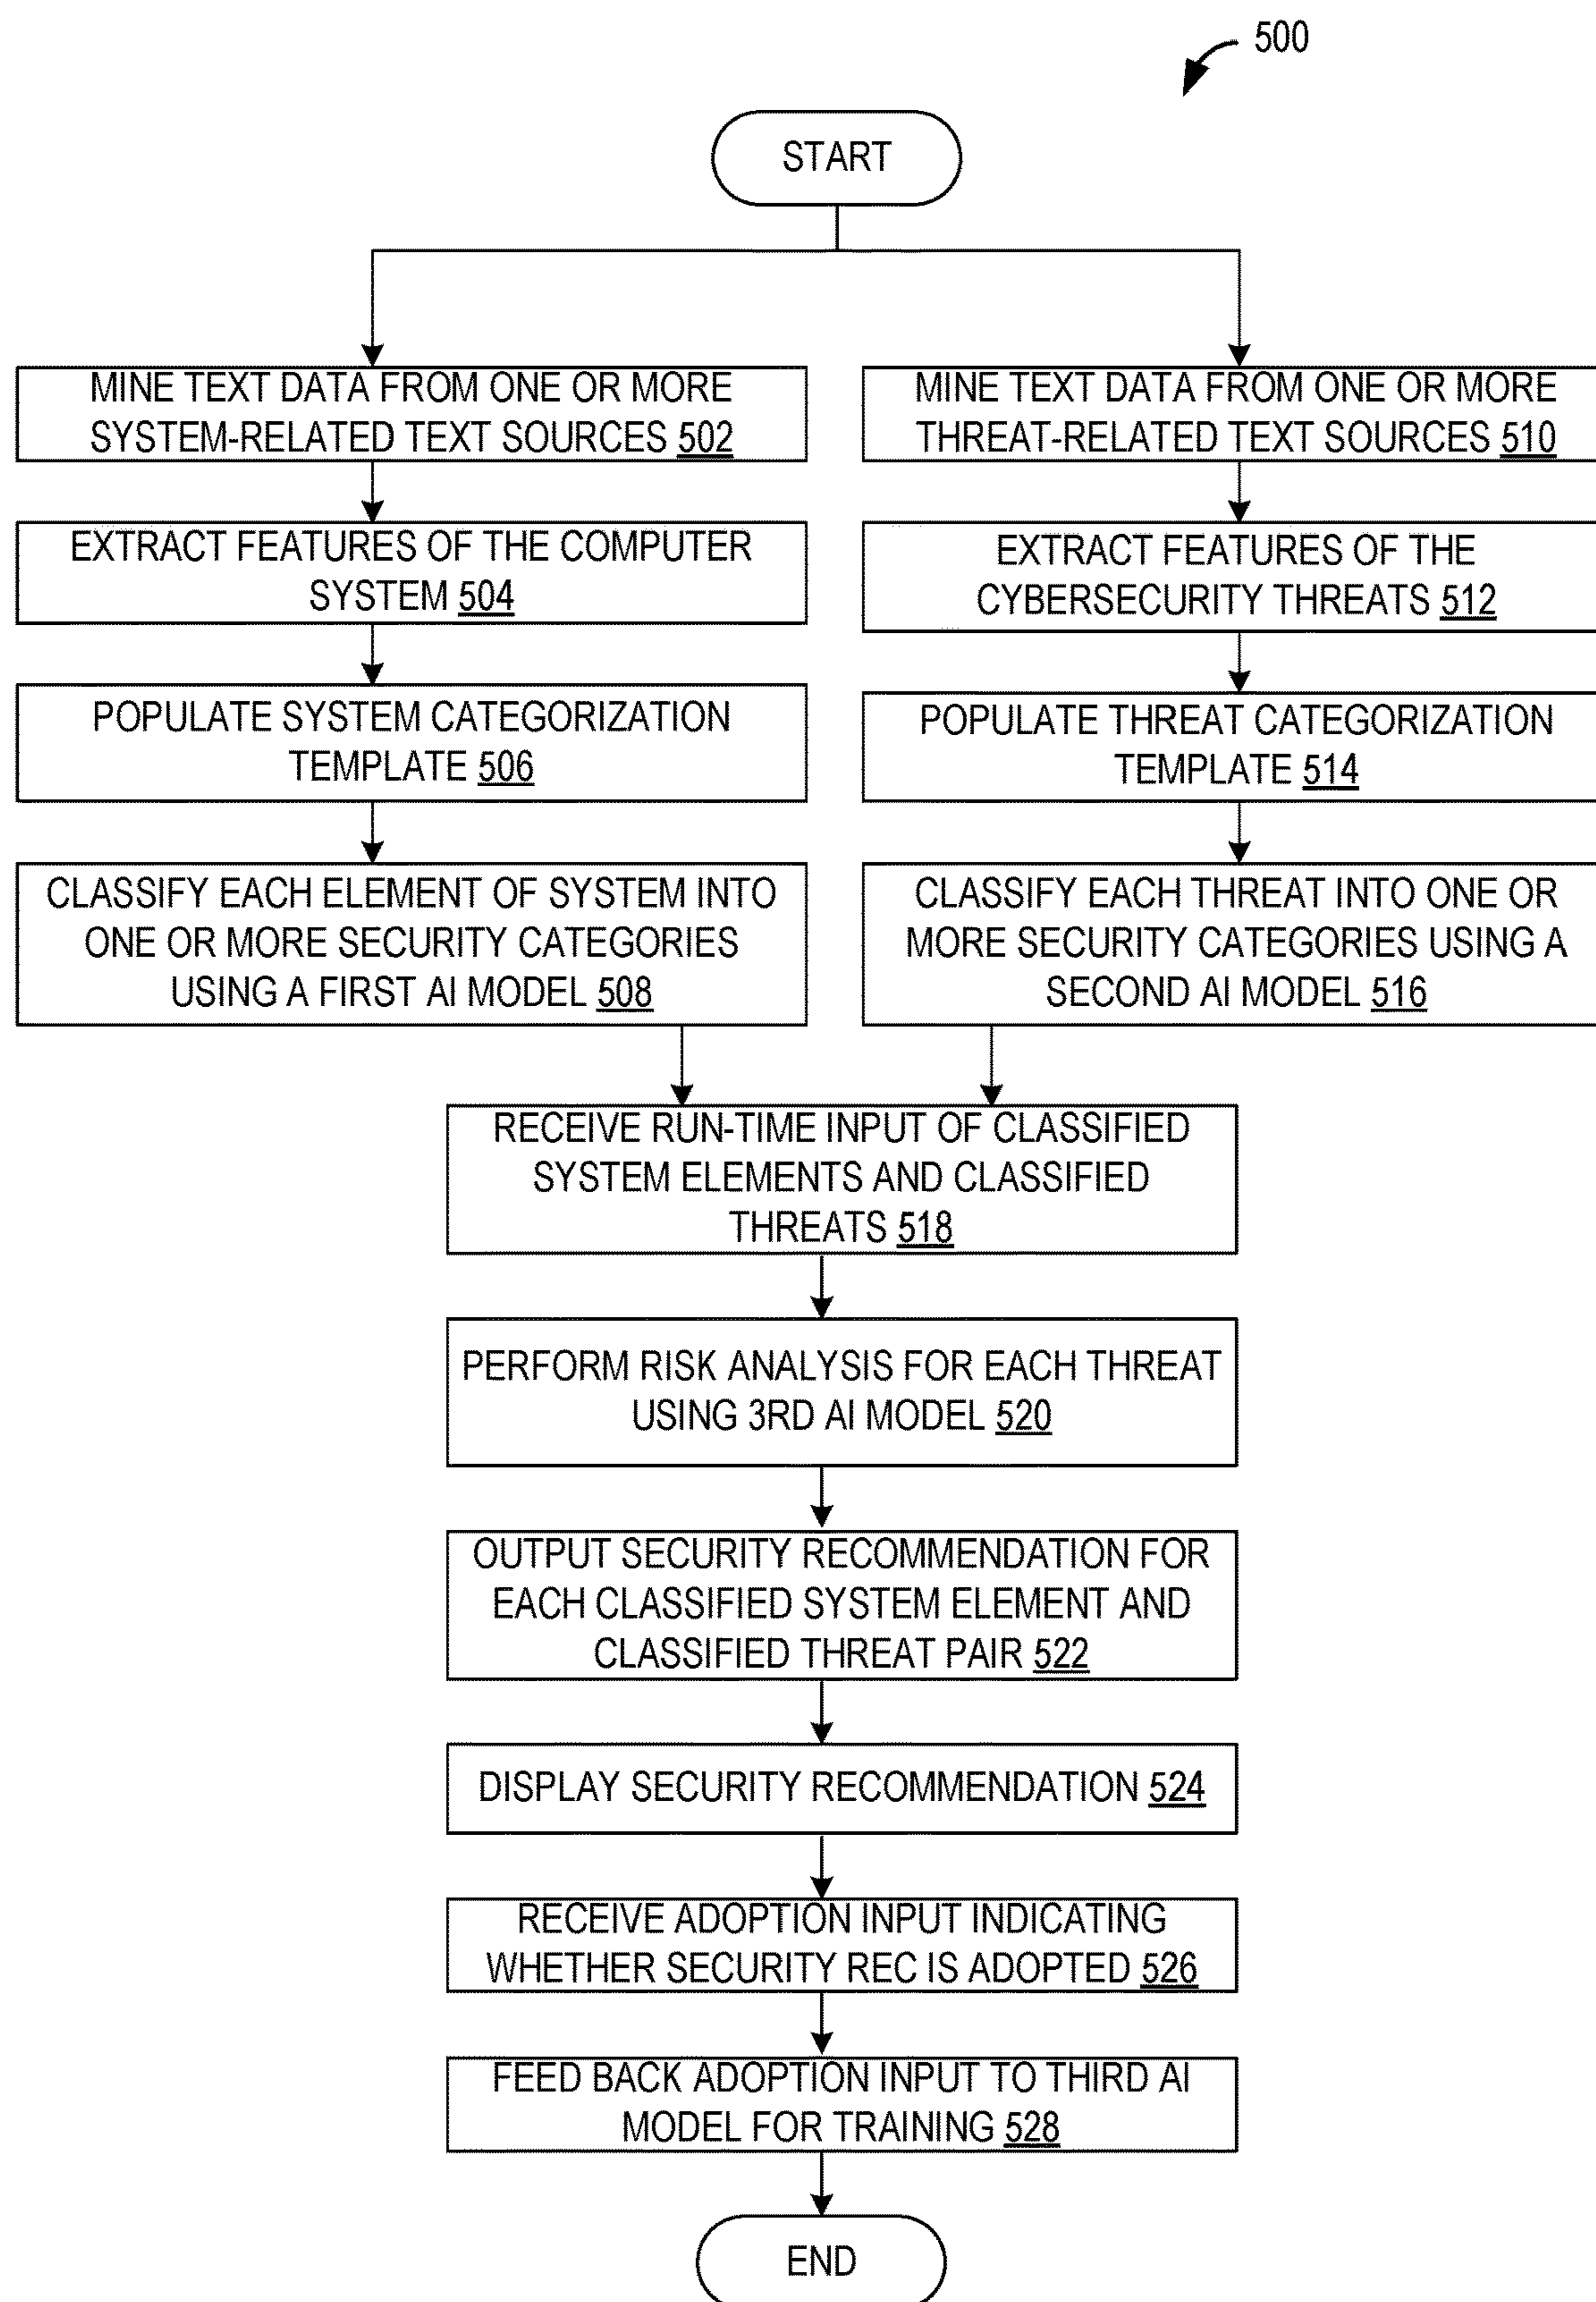 500
START
MINE TEXT DATA FROM ONE OR MORE
SYSTEM-RELATED TEXT SOURCES 502
EXTRACT FEATURES OF THE COMPUTER
SYSTEM 504
POPULATE SYSTEM CATEGORIZATION
TEMPLATE 506
CLASSIFY EACH ELEMENT OF SYSTEM INTO
ONE OR MORE SECURITY CATEGORIES
USING A FIRST AI MODEL 508
MINE TEXT DATA FROM ONE OR MORE
THREAT-RELATED TEXT SOURCES 510
EXTRACT FEATURES OF THE
CYBERSECURITY THREATS 512
POPULATE THREAT CATEGORIZATION
TEMPLATE 514
CLASSIFY EACH THREAT INTO ONE OR
MORE SECURITY CATEGORIES USING A
SECOND AI MODEL 516
RECEIVE RUN-TIME INPUT OF CLASSIFIED
SYSTEM ELEMENTS AND CLASSIFIED
THREATS 518
PERFORM RISK ANALYSIS FOR EACH THREAT
USING 3RD AI MODEL 520
OUTPUT SECURITY RECOMMENDATION FOR
EACH CLASSIFIED SYSTEM ELEMENT AND
CLASSIFIED THREAT PAIR 522
DISPLAY SECURITY RECOMMENDATION 524
RECEIVE ADOPTION INPUT INDICATING
WHETHER SECURITY REC IS ADOPTED 526
FEED BACK ADOPTION INPUT TO THIRD AI
MODEL FOR TRAINING 528
END